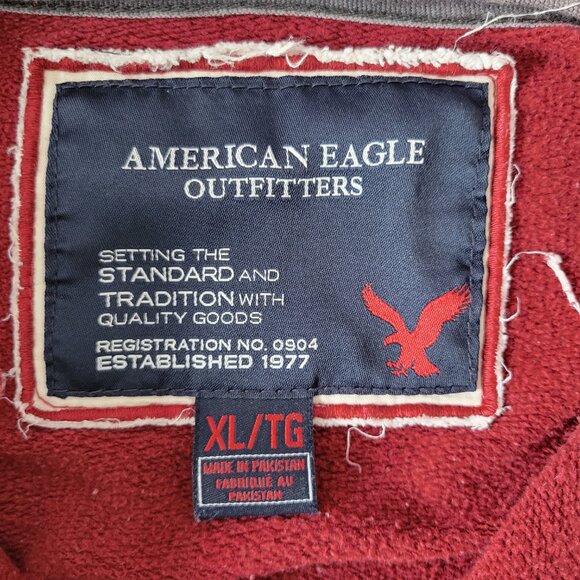 AMERICAN EAGLE
OUTFITTERS
SETTING THE
STANDARD AND
TRADITION WITH
QUALITY GOODS
REGISTRATION NO. 0904
ESTABLISHED 1977
XL/TG
MADE IN PAKISTAN
FABRIQUÉ AU
PAKISTAN